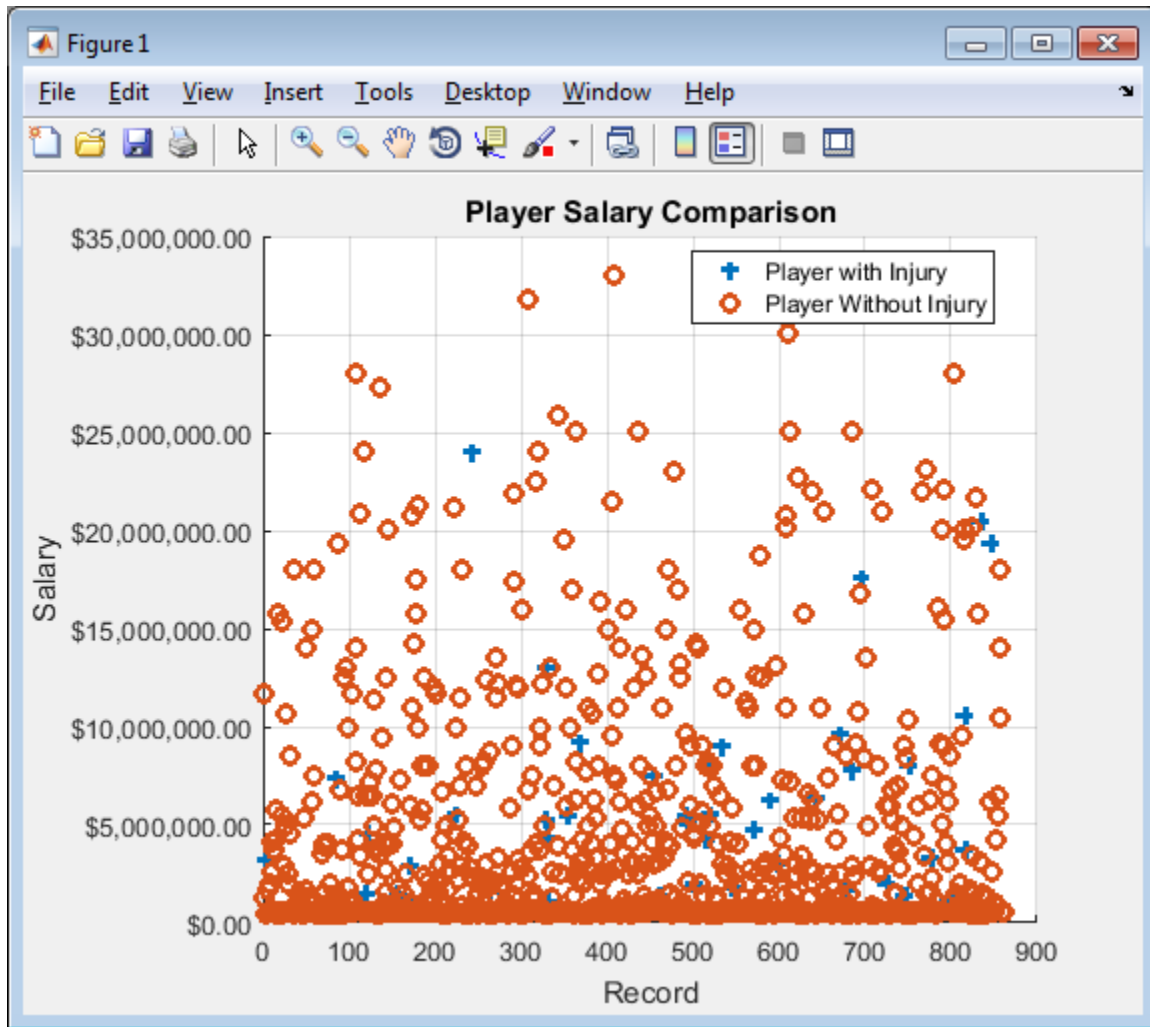 Figure 1
File Edit View Insert Tools Desktop Window Help
Player Salary Comparison
$35,000,000.00
Player with Injury
Player Without Injury
$30,000,000.00
$25,000,000.00
$20,000,000.00
Salary
$15,000,000.00
$10,000,000.00
$5,000,000.00
$0.00
0 100 200 300 400 500 600 700 800 900
Record